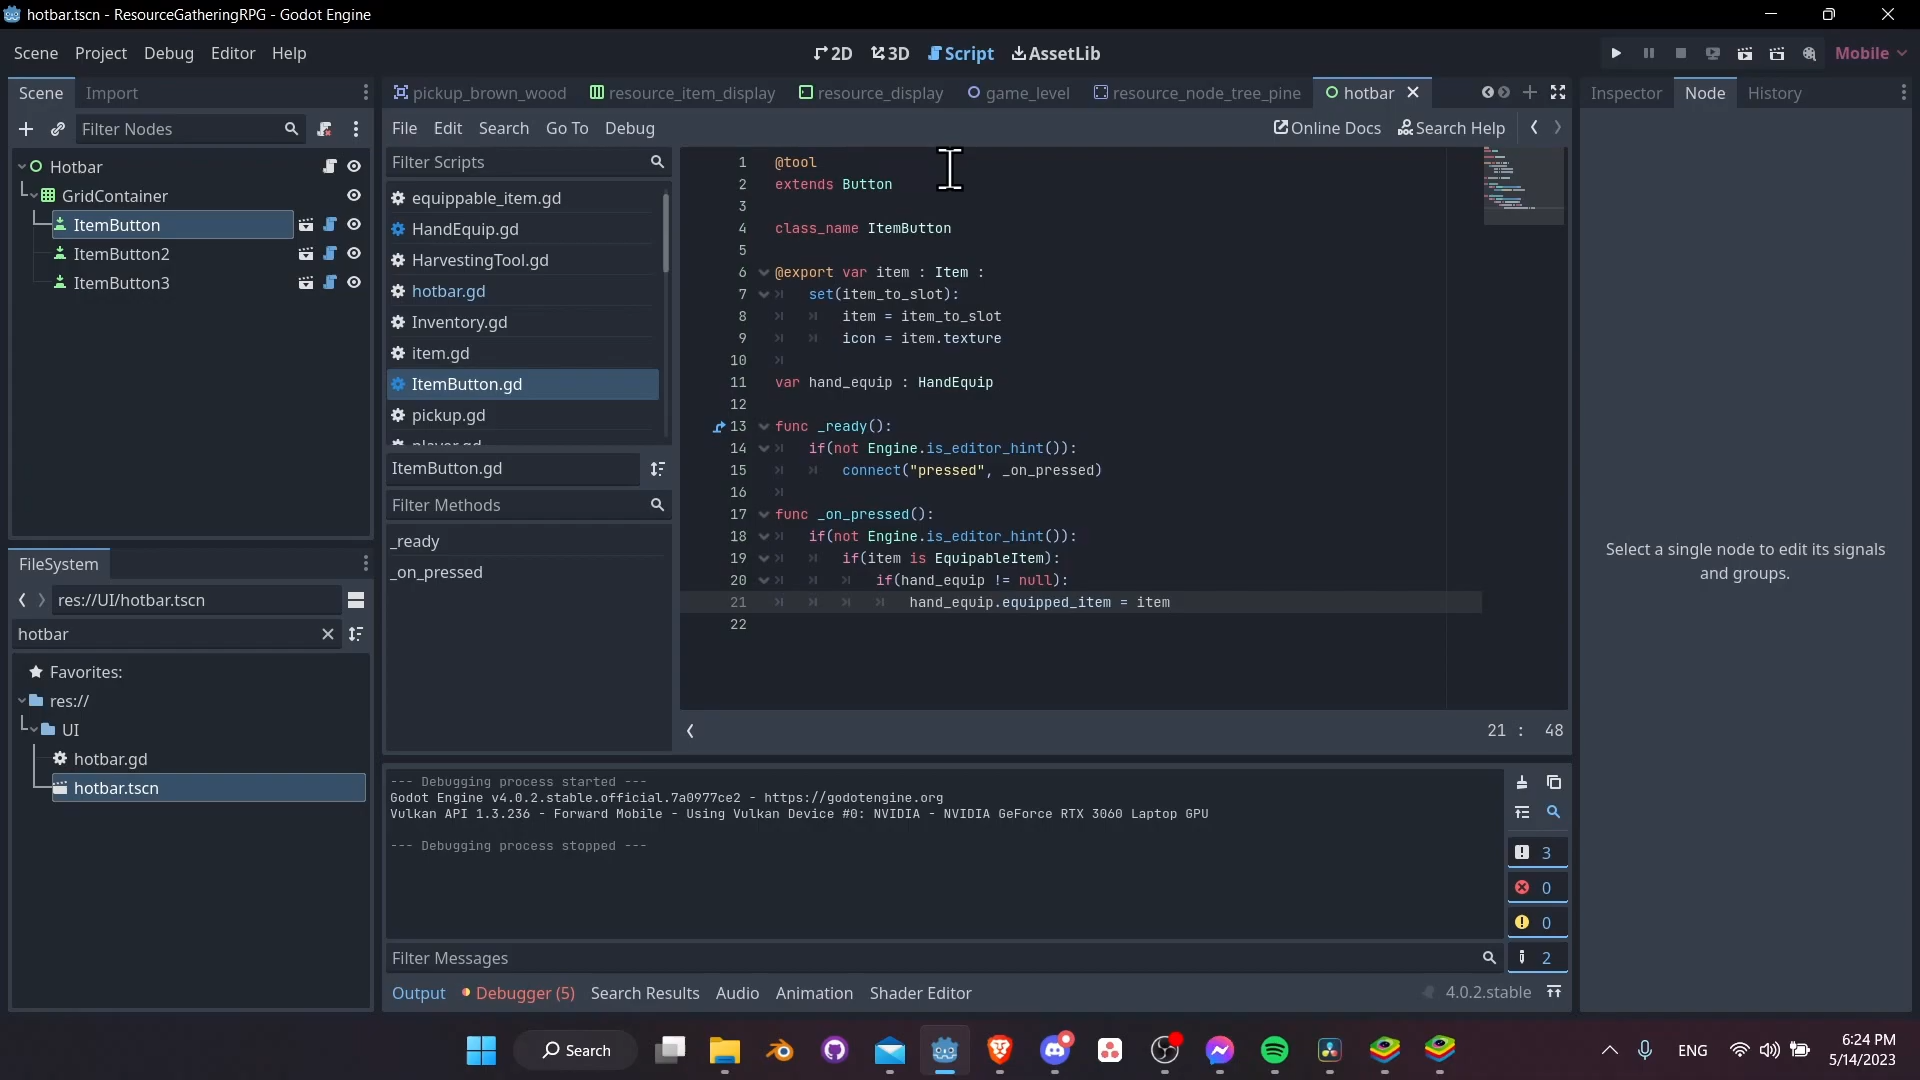 hotbar.tscn - ResourceGatheringRPG - Godot Engine
Scene Project Debug Editor Help
2D 3D Script AssetLib
Mobile
Scene Import
pickup_brown_wood resource_item_display resource_display game_level resource_node_tree_pine hotbar
Inspector Node History
Filter Nodes
File Edit Search Go To Debug
Online Docs Search Help
Hotbar
GridContainer
ItemButton
ItemButton2
ItemButton3
Filter Scripts
equippable_item.gd
HandEquip.gd
HarvestingTool.gd
hotbar.gd
Inventory.gd
item.gd
ItemButton.gd
pickup.gd
player.gd
ItemButton.gd
Filter Methods
_ready
_on_pressed
1 @tool
2 extends Button
3
4 class_name ItemButton
5
6 @export var item : Item :
7 set(item_to_slot):
8 item = item_to_slot
9 icon = item.texture
10
11 var hand_equip : HandEquip
12
13 func _ready():
14 if(not Engine.is_editor_hint()):
15 connect("pressed", _on_pressed)
16
17 func _on_pressed():
18 if(not Engine.is_editor_hint()):
19 if(item is EquipableItem):
20 if(hand_equip != null):
21 hand_equip.equipped_item = item
22
21 : 48
Select a single node to edit its signals
and groups.
FileSystem
res://UI/hotbar.tscn
hotbar
Favorites:
res://
UI
hotbar.gd
hotbar.tscn
--- Debugging process started ---
Godot Engine v4.0.2.stable.official.7a0977ce2 - https://godotengine.org
Vulkan API 1.3.236 - Forward Mobile - Using Vulkan Device #0: NVIDIA - NVIDIA GeForce RTX 3060 Laptop GPU
--- Debugging process stopped ---
3
0
0
2
Filter Messages
Output Debugger (5) Search Results Audio Animation Shader Editor
4.0.2.stable
Search
ENG
6:24 PM
5/14/2023